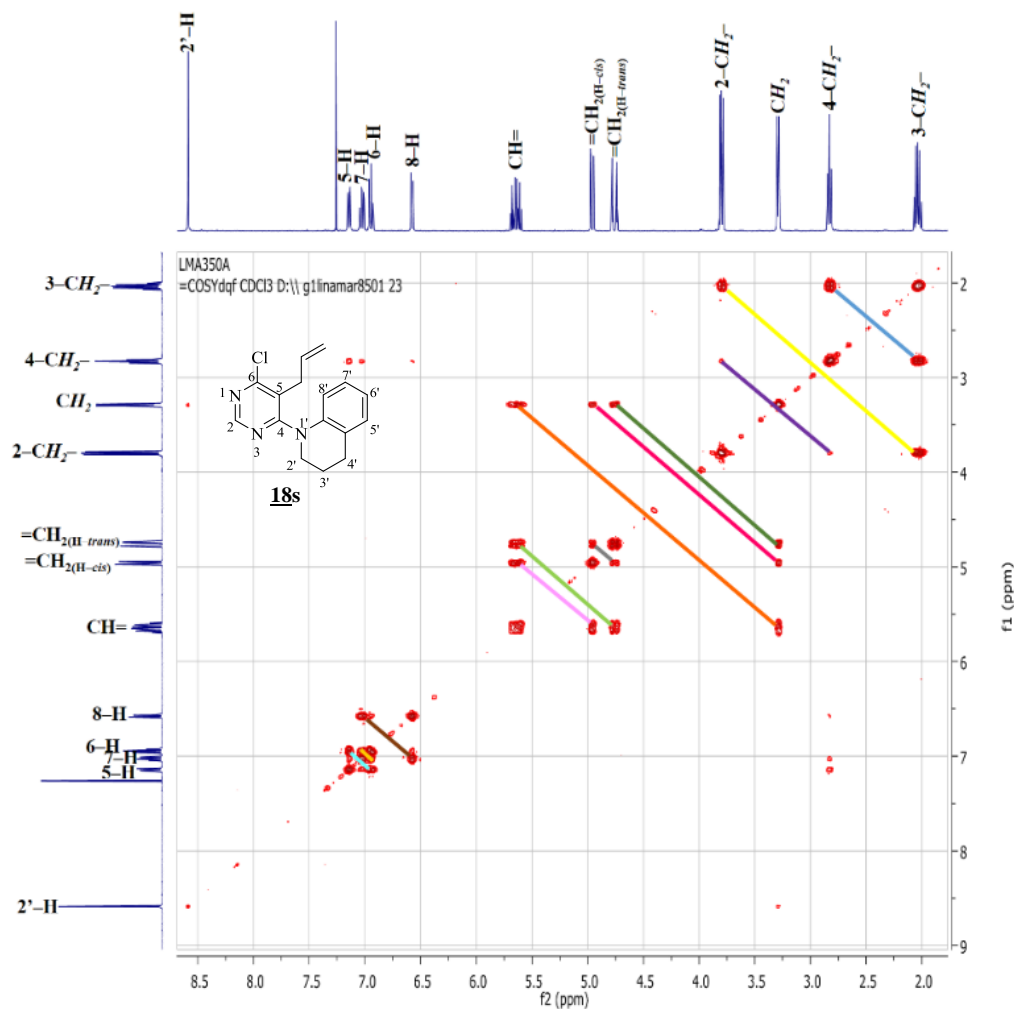 2'–H
5–H
7–H
6–H
8–H
CH=
=CH2(H–cis)
=CH2(H–trans)
2–CH2–
CH2
4–CH2–
3–CH2–
LMA350A
=COSYdqf CDCl3 D:\\ g1linamar8501 23
3–CH2–
4–CH2–
CH2
2–CH2–
=CH2(H–trans)
=CH2(H–cis)
CH=
8–H
6–H
7–H
5–H
2'–H
Cl
6
5
N
1
2
N
3
4
N
1'
2'
3'
4'
5'
6'
7'
8'
18s
2
3
4
5
6
7
8
9
f1 (ppm)
8.5 8.0 7.5 7.0 6.5 6.0 5.5 5.0 4.5 4.0 3.5 3.0 2.5 2.0
f2 (ppm)